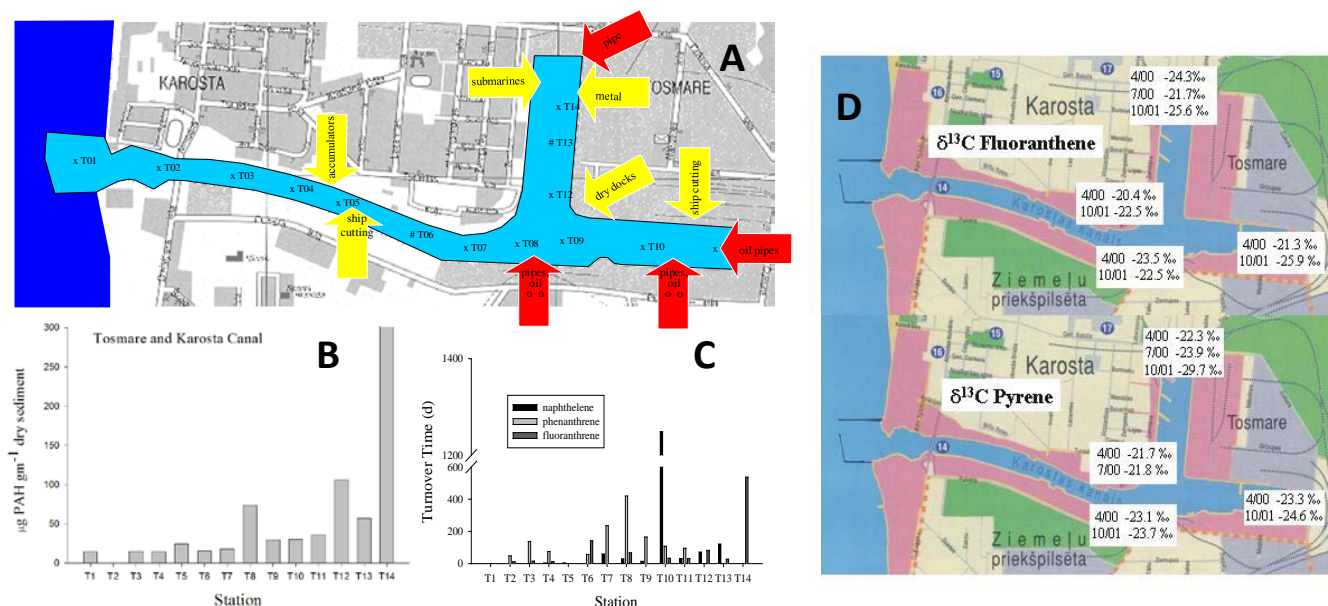 A
KAROSTA
TOSMARE
pipe
submarines
metal
accumulators
ship
cutting
dry docks
ship cutting
oil pipes
pipes
oil
o o
pipes
oil
o o
x T01
x T02
x T03
x T04
x T05
# T06
x T07
x T08
x T09
x T10
x
x T12
# T13
x T14
B
Tosmare and Karosta Canal
µg PAH gm-1 dry sediment
300
250
200
150
100
50
0
T1 T2 T3 T4 T5 T6 T7 T8 T9 T10 T11 T12 T13 T14
Station
C
Turnover Time (d)
1400
1200
600
400
200
0
naphthelene
phenanthrene
fluoranthrene
T1 T2 T3 T4 T5 T6 T7 T8 T9 T10 T11 T12 T13 T14
Station
D
15
17
16
14
Karosta
Tosmare
δ13C Fluoranthene
Karostas kanāls
Ziemeļu
priekšpilsēta
4/00 -24.3‰
7/00 -21.7‰
10/01 -25.6 ‰
4/00 -20.4 ‰
10/01 -22.5 ‰
4/00 -23.5 ‰
10/01 -22.5 ‰
4/00 -21.3 ‰
10/01 -25.9 ‰
15
17
16
14
Karosta
Tosmare
δ13C Pyrene
Karostas kanāls
Ziemeļu
priekšpilsēta
4/00 -22.3 ‰
7/00 -23.9 ‰
10/01 -29.7 ‰
4/00 -21.7 ‰
7/00 -21.8 ‰
4/00 -23.1 ‰
10/01 -23.7 ‰
4/00 -23.3 ‰
10/01 -24.6 ‰